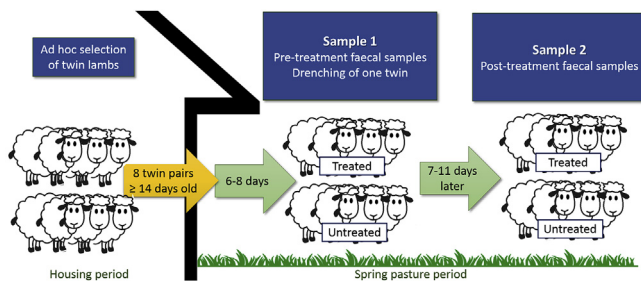 Ad hoc selection
of twin lambs
Sample 1
Pre-treatment faecal samples
Drenching of one twin
Sample 2
Post-treatment faecal samples
8 twin pairs
≥ 14 days old
6-8 days
Treated
Untreated
7-11 days
later
Treated
Untreated
Housing period
Spring pasture period